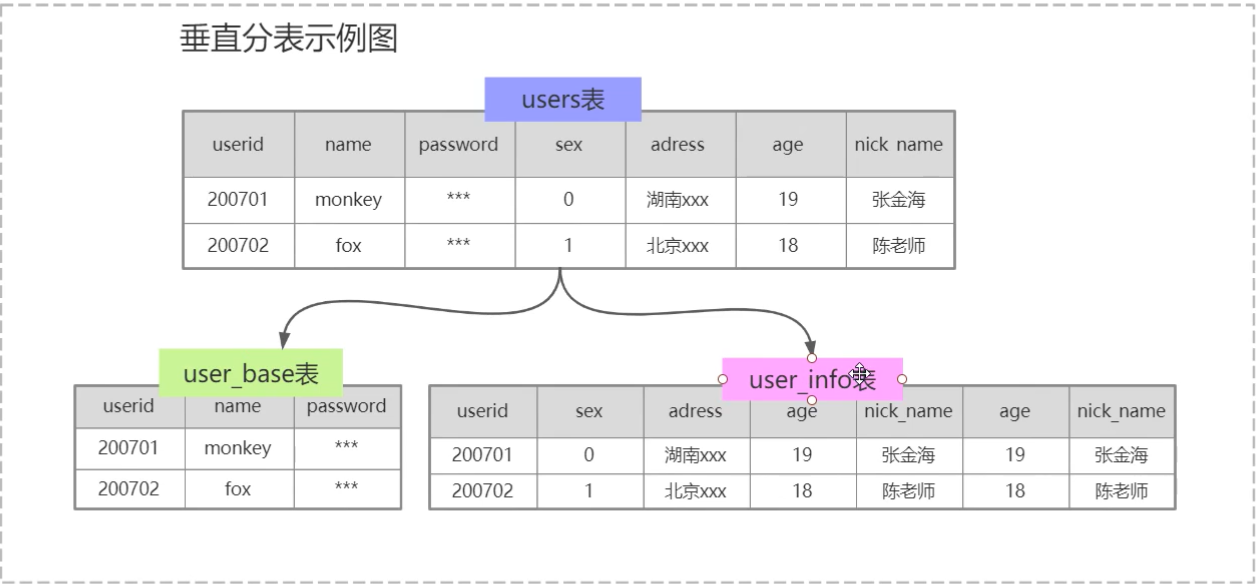 垂直分表示例图
users表
userid name password sex adress age nick name
200701 monkey *** 0 湖南xxx 19 张金海
200702 fox *** 1 北京xxx 18 陈老师
user_base表
userid name password
200701 monkey ***
200702 fox ***
user_info表
userid sex adress age nick_name age nick_name
200701 0 湖南xxx 19 张金海 19 张金海
200702 1 北京xxx 18 陈老师 18 陈老师